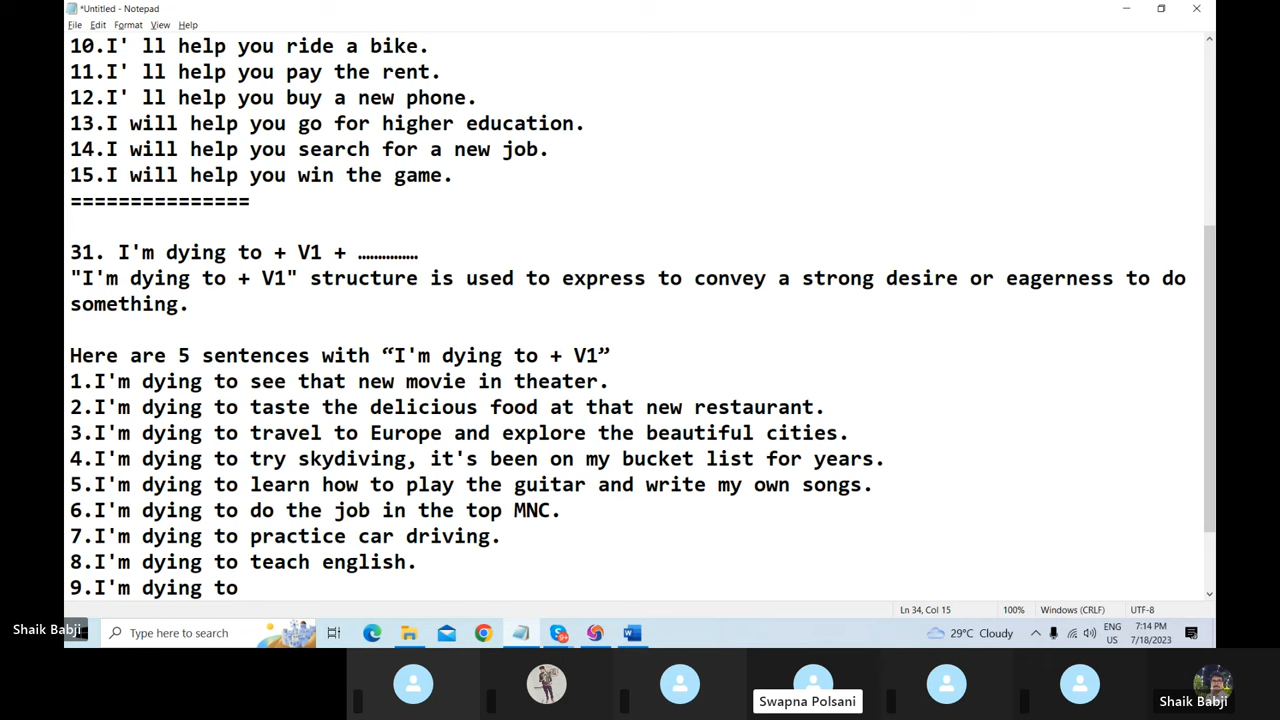 *Untitled - Notepad
File Edit Format View Help
10.I' ll help you ride a bike.
11.I' ll help you pay the rent.
12.I' ll help you buy a new phone.
13.I will help you go for higher education.
14.I will help you search for a new job.
15.I will help you win the game.
===============
31. I'm dying to + V1 + ……………
"I'm dying to + V1" structure is used to express to convey a strong desire or eagerness to do
something.
Here are 5 sentences with “I'm dying to + V1”
1.I'm dying to see that new movie in theater.
2.I'm dying to taste the delicious food at that new restaurant.
3.I'm dying to travel to Europe and explore the beautiful cities.
4.I'm dying to try skydiving, it's been on my bucket list for years.
5.I'm dying to learn how to play the guitar and write my own songs.
6.I'm dying to do the job in the top MNC.
7.I'm dying to practice car driving.
8.I'm dying to teach english.
9.I'm dying to
Ln 34, Col 15 100% Windows (CRLF) UTF-8
Shaik Babji
Type here to search
29°C Cloudy
ENG
US
7:14 PM
7/18/2023
Swapna Polsani
Shaik Babji